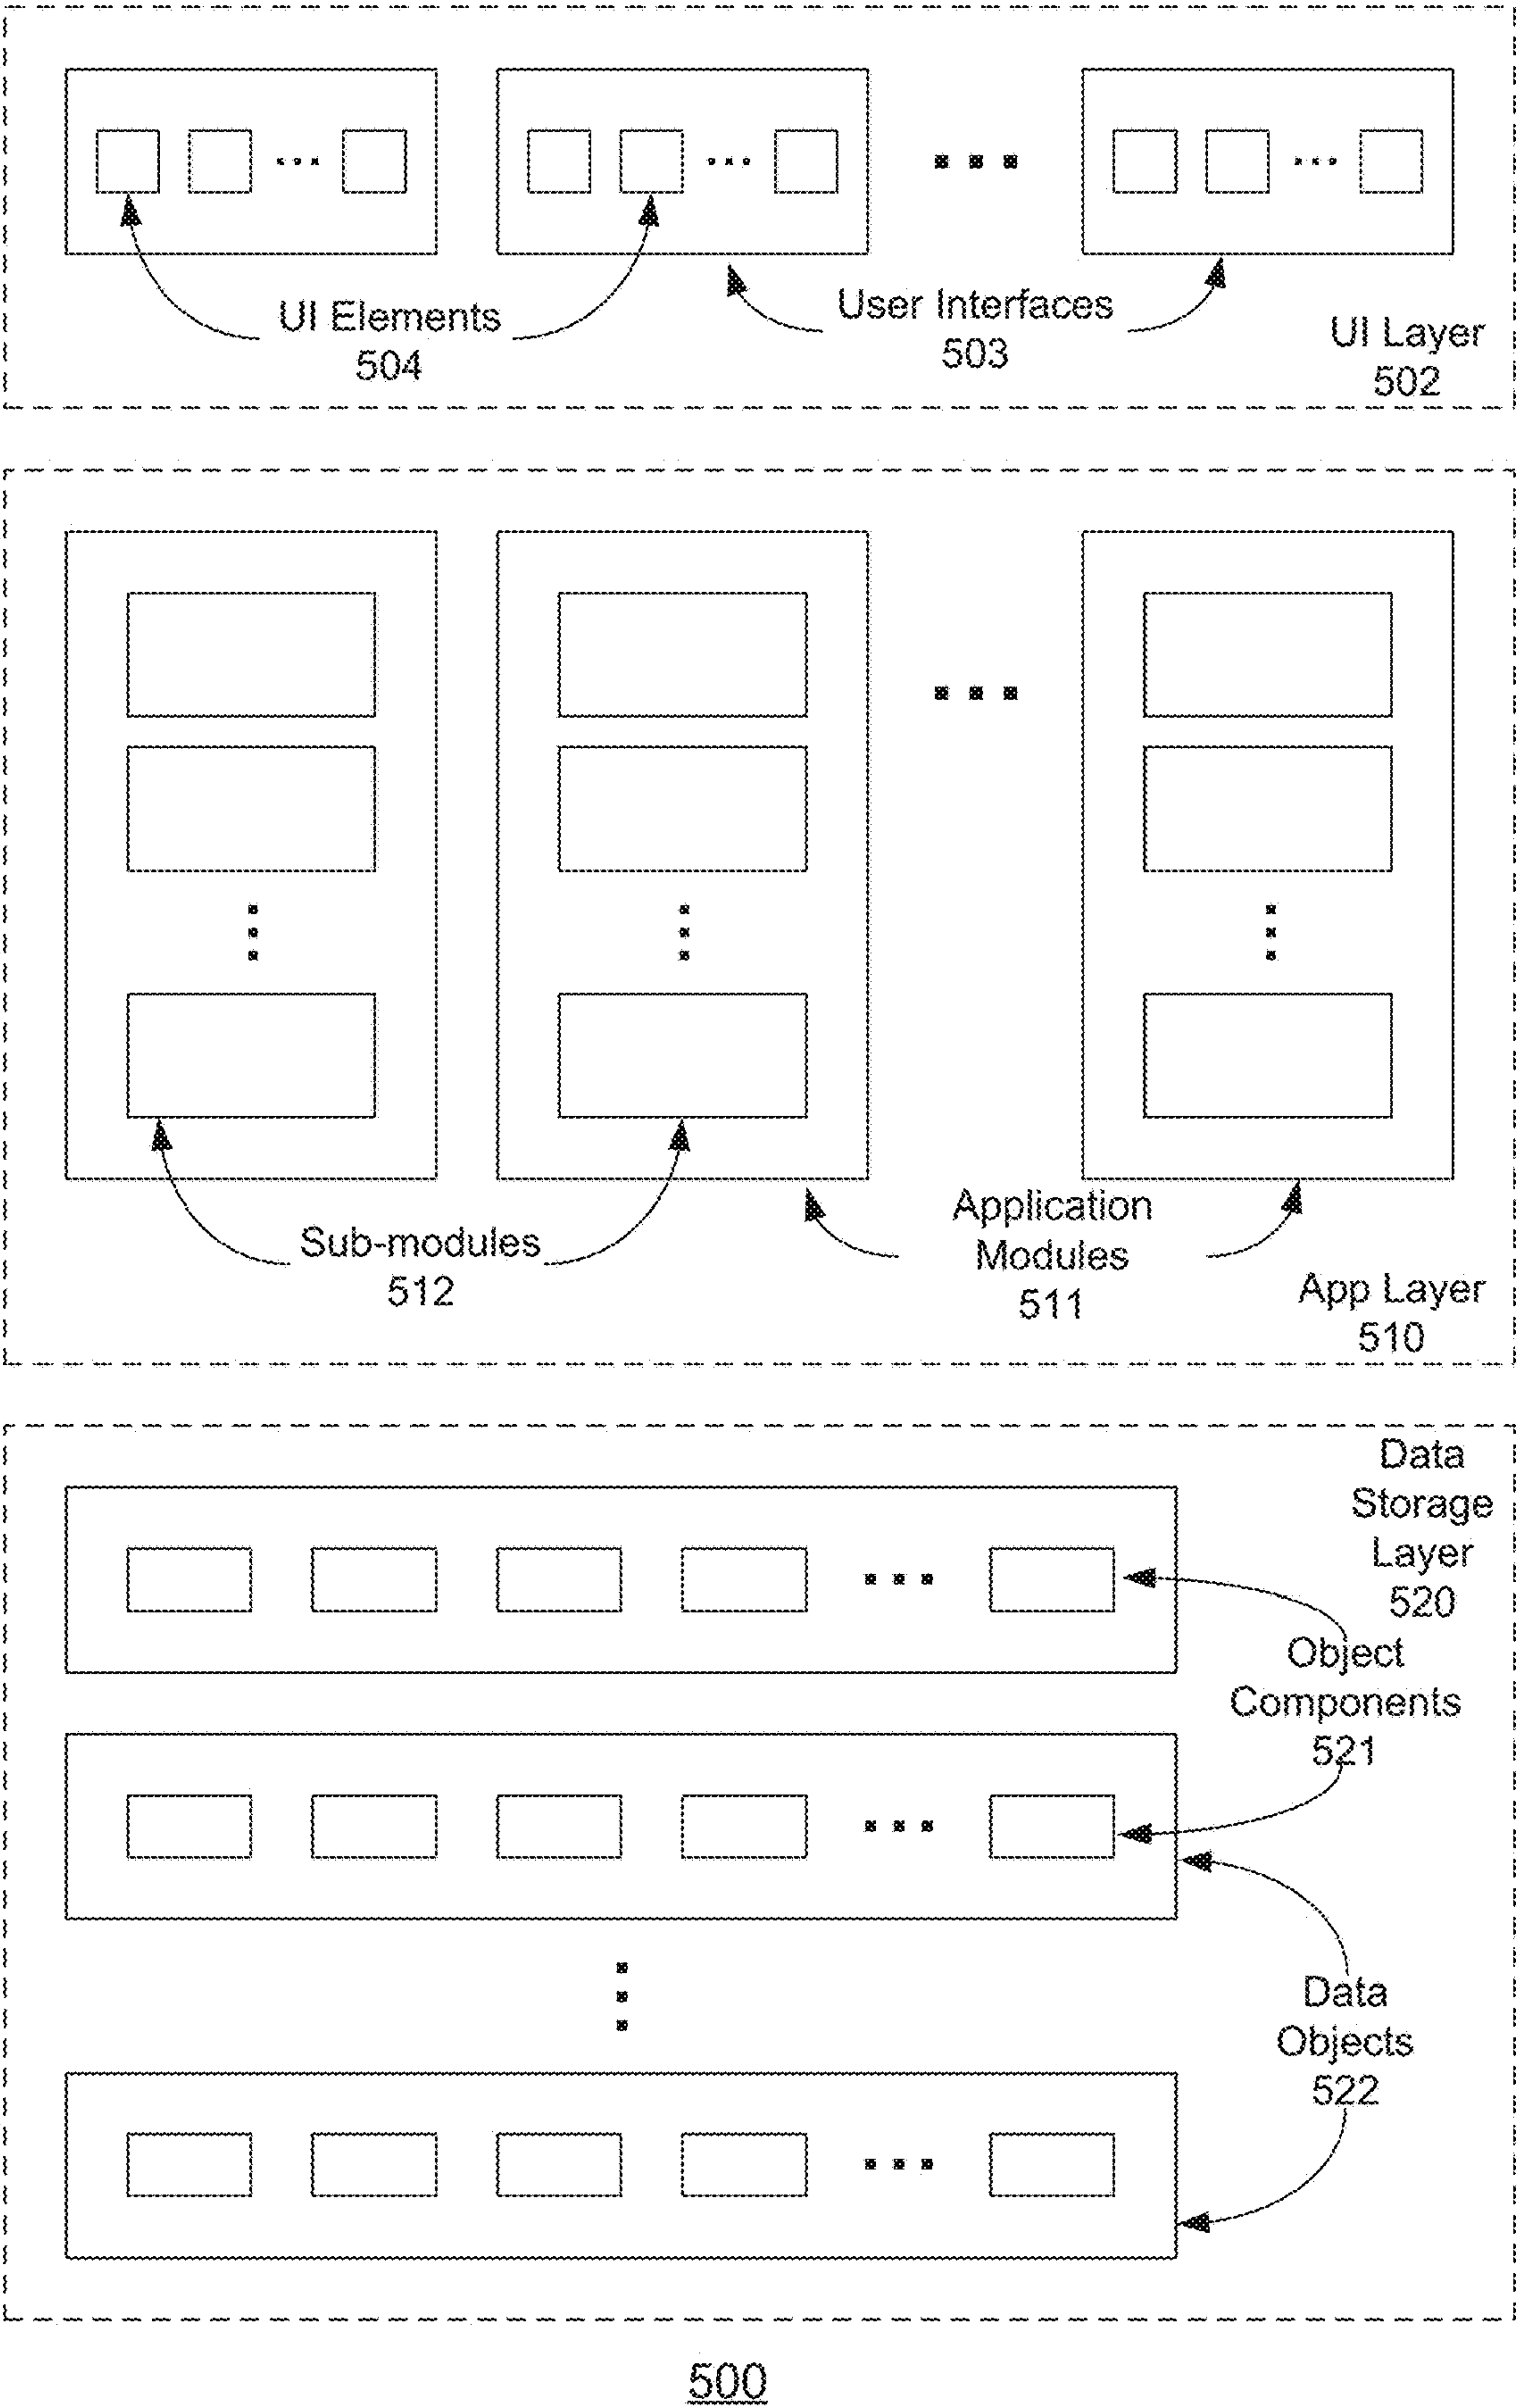 UI Elements
504
User Interfaces
503
UI Layer
502
Sub-modules
512
Application
Modules
511
App Layer
510
Data
Storage
Layer
520
Object
Components
521
Data
Objects
522
500